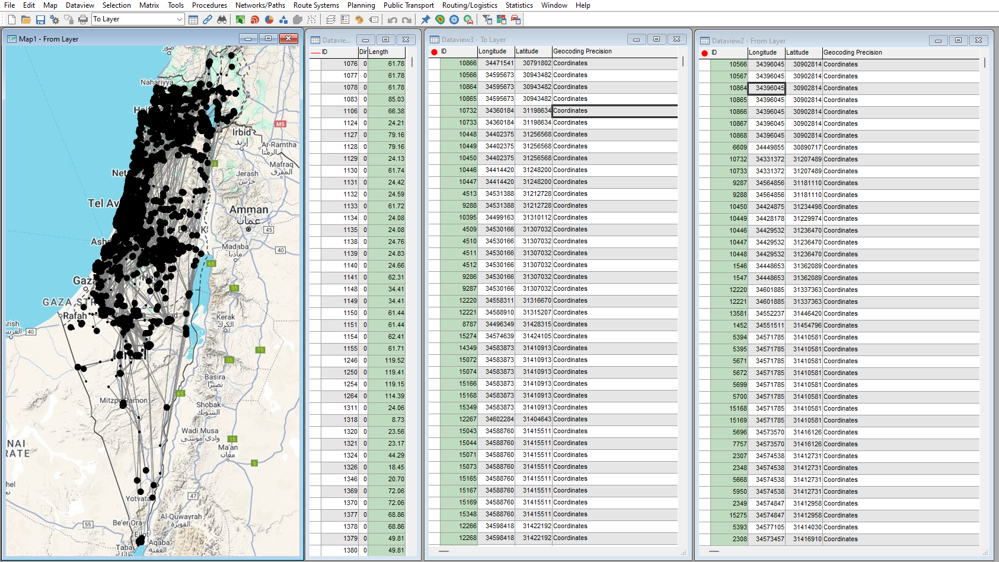 File Edit Map Dataview Selection Matrix Tools Procedures Networks/Paths Route Systems Planning Public Transport Routing/Logistics Statistics Window Help
To Layer
Map1 - From Layer
Nahariyya
M5
Irbid
إربد
Ar-Ramtha
الرمثا
Mafraq
المفرق
Jerash
جرش
Tel Av
Amman
عمان
45
Madaba
مادبا
40
65
Gaza
35
GAZA
Rafah
40
Kerak
الكرك
15
35
Basira
بصيرا
65
Mitzpe Ramon
Shobak
الشوبك
Wadi Musa
وادي موسى
15
Ma'an
معان
5
NAI
RATE
47
Yotvata
Al-Quwayrah
القويرة
55
Be'er Ora
Eilot
Taba
Aqaba
العقبة
Datavie...
ID Dir Length
1076 0 61.78
1077 0 61.78
1078 0 61.78
1083 0 85.03
1106 0 66.38
1124 0 24.21
1127 0 79.16
1128 0 79.16
1129 0 24.13
1130 0 61.74
1131 0 24.42
1132 0 24.59
1133 0 61.72
1134 0 24.08
1135 0 24.08
1138 0 24.76
1139 0 24.83
1140 0 24.66
1141 0 62.31
1148 0 34.41
1149 0 34.41
1150 0 61.44
1151 0 61.44
1154 0 62.41
1155 0 61.71
1246 0 119.52
1250 0 119.41
1254 0 119.15
1264 0 114.39
1311 0 24.06
1318 0 8.73
1320 0 23.56
1321 0 23.17
1324 0 44.29
1326 0 18.45
1346 0 20.70
1369 0 72.06
1370 0 72.06
1377 0 68.86
1378 0 68.86
1379 0 49.81
1380 0 49.81
Dataview3 - To Layer
ID Longitude Latitude Geocoding Precision
10866 34471541 30791802 Coordinates
10566 34595673 30943482 Coordinates
10864 34595673 30943482 Coordinates
10865 34595673 30943482 Coordinates
10732 34360184 31198634 Coordinates
10733 34360184 31198634 Coordinates
10448 34402375 31256568 Coordinates
10449 34402375 31256568 Coordinates
10450 34402375 31256568 Coordinates
10446 34414420 31248200 Coordinates
10447 34414420 31248200 Coordinates
4513 34531388 31212728 Coordinates
9288 34531388 31212728 Coordinates
10395 34499163 31310112 Coordinates
4509 34530166 31307032 Coordinates
4510 34530166 31307032 Coordinates
4511 34530166 31307032 Coordinates
4512 34530166 31307032 Coordinates
9286 34530166 31307032 Coordinates
9287 34530166 31307032 Coordinates
12220 34558311 31316670 Coordinates
12221 34588910 31315207 Coordinates
8787 34496349 31428315 Coordinates
15274 34574639 31424105 Coordinates
14349 34583873 31410913 Coordinates
15072 34583873 31410913 Coordinates
15074 34583873 31410913 Coordinates
15166 34583873 31410913 Coordinates
15168 34583873 31410913 Coordinates
15349 34583873 31410913 Coordinates
12267 34602284 31404643 Coordinates
15043 34588760 31415511 Coordinates
15044 34588760 31415511 Coordinates
15071 34588760 31415511 Coordinates
15073 34588760 31415511 Coordinates
15165 34588760 31415511 Coordinates
15167 34588760 31415511 Coordinates
15169 34588760 31415511 Coordinates
15348 34588760 31415511 Coordinates
12266 34598418 31422192 Coordinates
12268 34598418 31422192 Coordinates
Dataview2 - From Layer
ID Longitude Latitude Geocoding Precision
10566 34396045 30902814 Coordinates
10567 34396045 30902814 Coordinates
10864 34396045 30902814 Coordinates
10865 34396045 30902814 Coordinates
10866 34396045 30902814 Coordinates
10867 34396045 30902814 Coordinates
10868 34396045 30902814 Coordinates
6609 34449855 30890717 Coordinates
10732 34331372 31207489 Coordinates
10733 34331372 31207489 Coordinates
9287 34564856 31181110 Coordinates
9288 34564856 31181110 Coordinates
10450 34424875 31234498 Coordinates
10449 34428178 31229974 Coordinates
10446 34429532 31236470 Coordinates
10447 34429532 31236470 Coordinates
10448 34429532 31236470 Coordinates
1546 34448653 31362089 Coordinates
1547 34448653 31362089 Coordinates
12220 34601885 31337363 Coordinates
12221 34601885 31337363 Coordinates
13581 34552237 31446420 Coordinates
1452 34551511 31454796 Coordinates
5394 34571785 31410581 Coordinates
5395 34571785 31410581 Coordinates
5671 34571785 31410581 Coordinates
5672 34571785 31410581 Coordinates
5699 34571785 31410581 Coordinates
5700 34571785 31410581 Coordinates
15168 34571785 31410581 Coordinates
15169 34571785 31410581 Coordinates
5696 34573570 31416126 Coordinates
7757 34573570 31416126 Coordinates
2307 34574538 31412731 Coordinates
2348 34574538 31412731 Coordinates
5668 34574538 31412731 Coordinates
5950 34574538 31412731 Coordinates
2349 34574847 31412958 Coordinates
15275 34574847 31412958 Coordinates
5393 34577105 31414030 Coordinates
2308 34573457 31416910 Coordinates